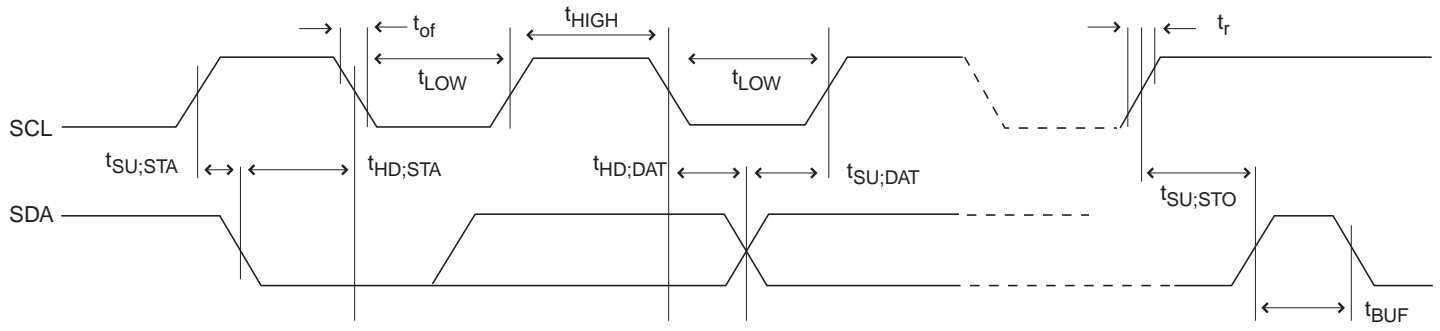 t_of
t_HIGH
t_r
t_LOW
t_LOW
SCL
t_SU;STA
t_HD;STA
t_HD;DAT
t_SU;DAT
t_SU;STO
SDA
t_BUF